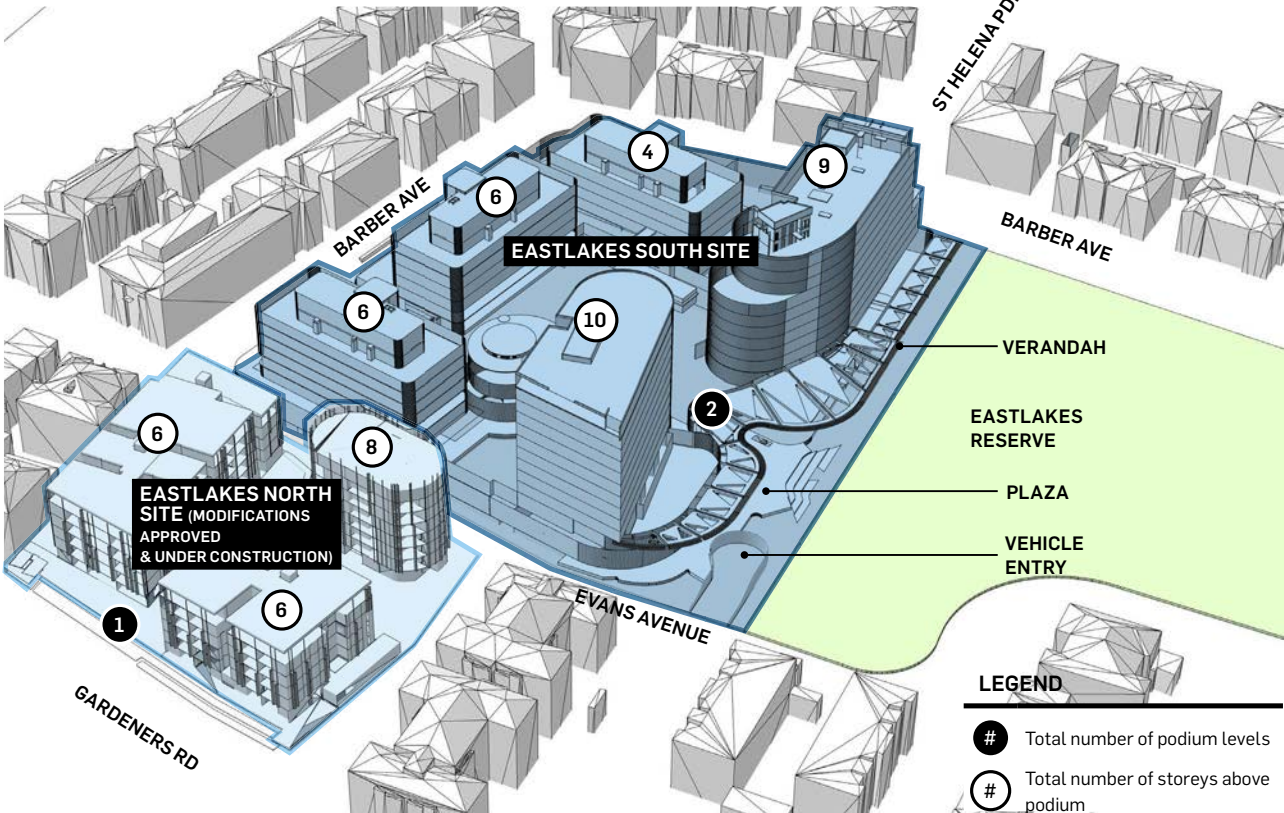 ST HELENA PDE
4
9
6
BARBER AVE
BARBER AVE
EASTLAKES SOUTH SITE
10
6
VERANDAH
2
EASTLAKES
RESERVE
6
8
EASTLAKES NORTH
SITE (MODIFICATIONS
APPROVED
& UNDER CONSTRUCTION)
PLAZA
VEHICLE
ENTRY
6
1
EVANS AVENUE
GARDENERS RD
LEGEND
# Total number of podium levels
# Total number of storeys above
podium